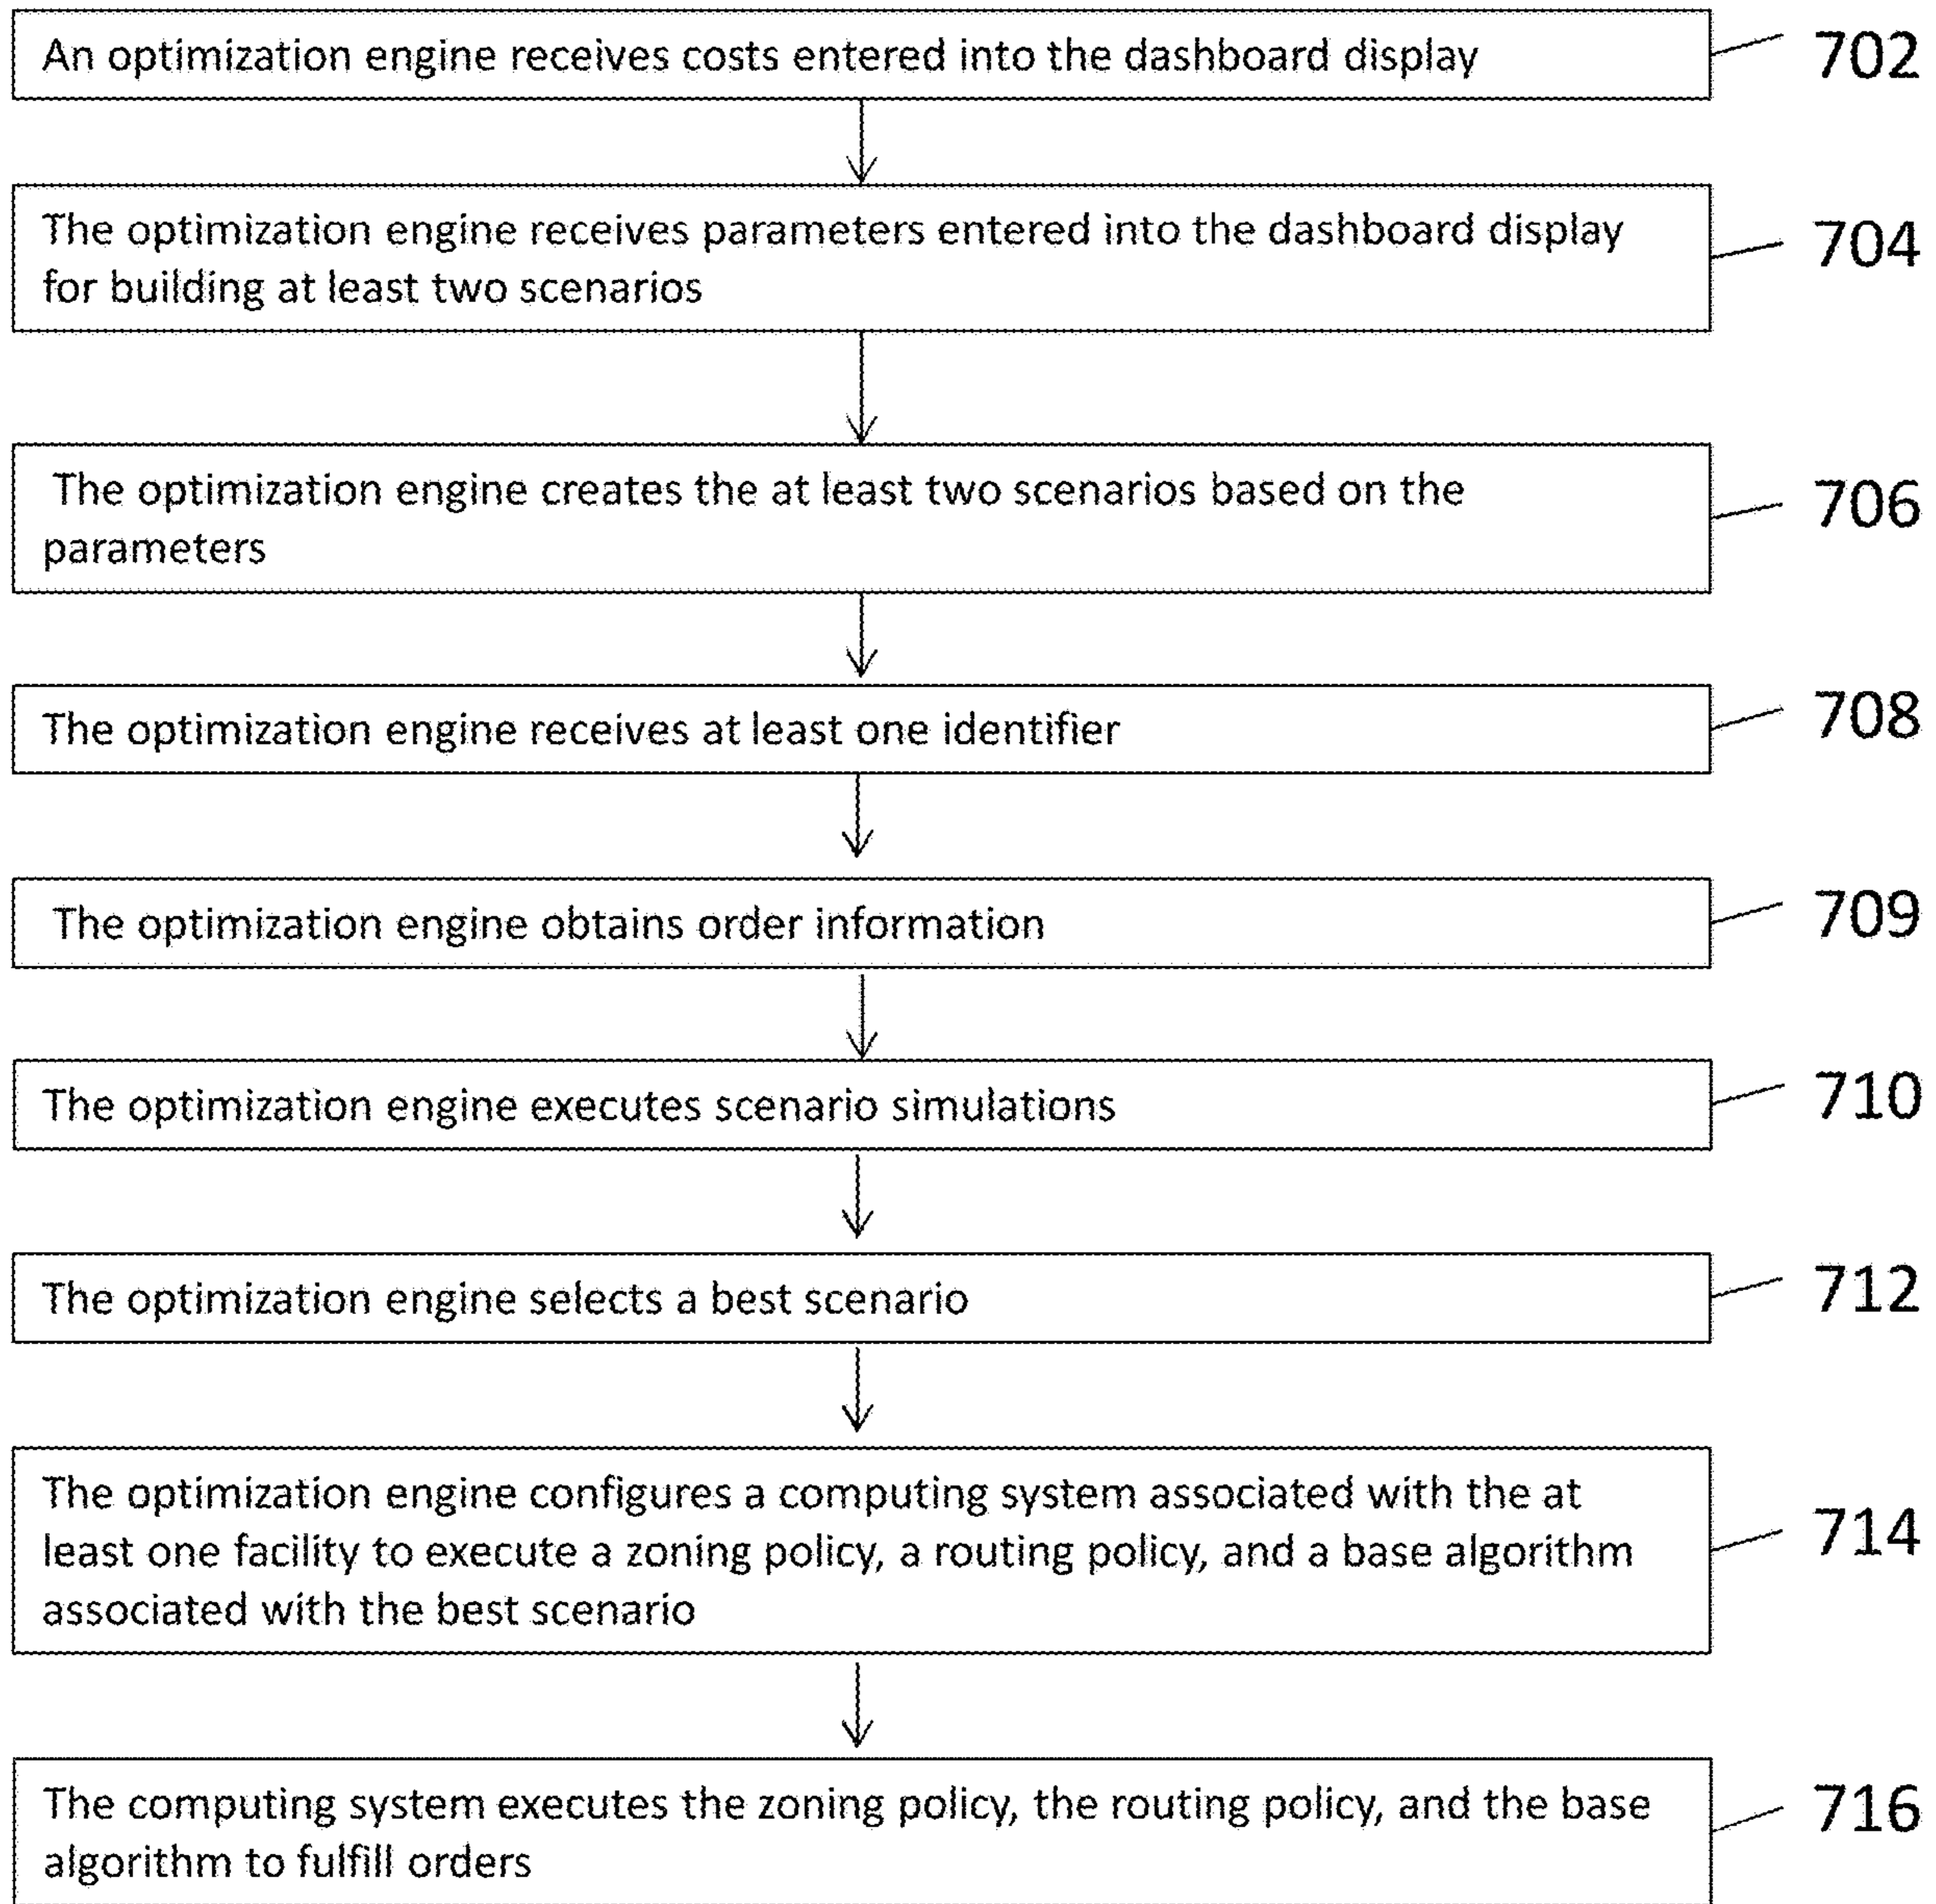 An optimization engine receives costs entered into the dashboard display
702
The optimization engine receives parameters entered into the dashboard display
for building at least two scenarios
704
The optimization engine creates the at least two scenarios based on the
parameters
706
The optimization engine receives at least one identifier
708
The optimization engine obtains order information
709
The optimization engine executes scenario simulations
710
The optimization engine selects a best scenario
712
The optimization engine configures a computing system associated with the at
least one facility to execute a zoning policy, a routing policy, and a base algorithm
associated with the best scenario
714
The computing system executes the zoning policy, the routing policy, and the base
algorithm to fulfill orders
716